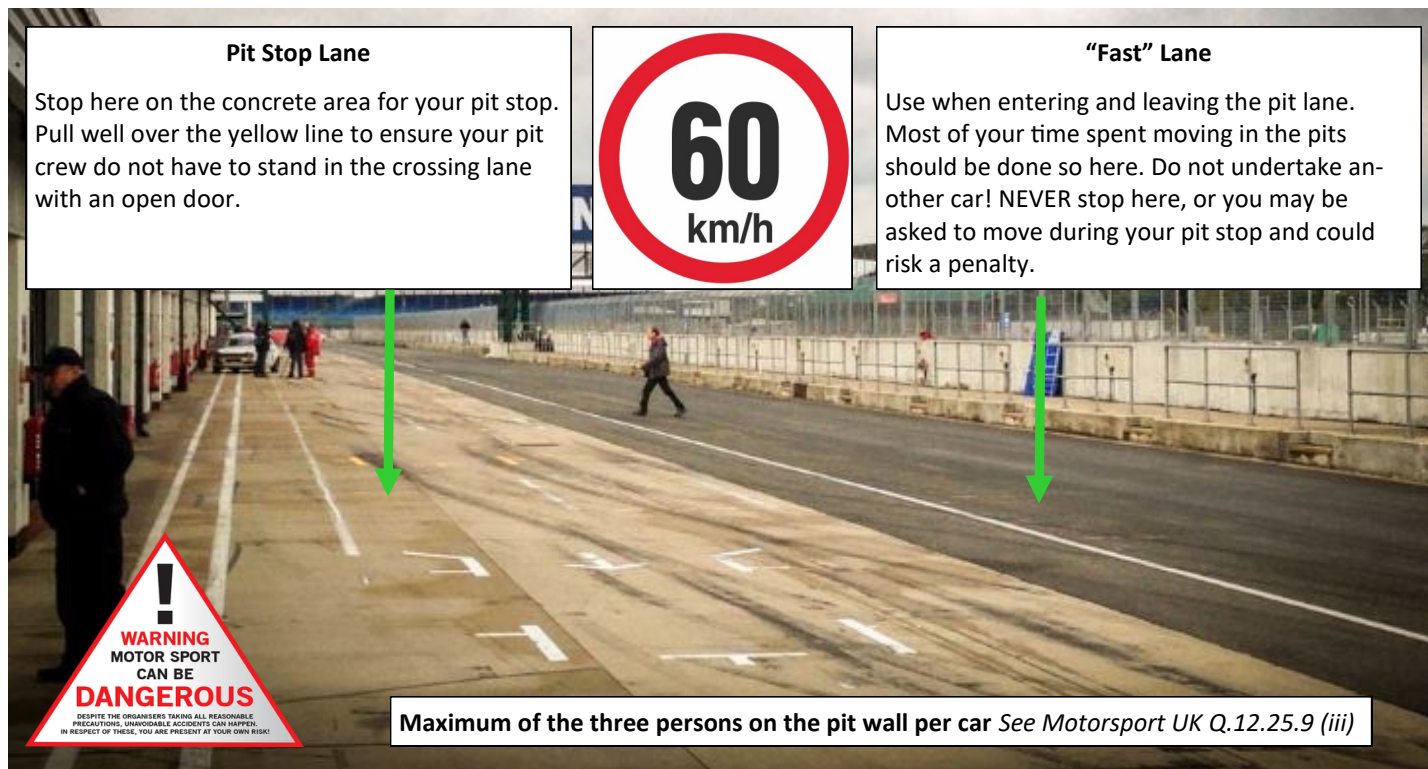 Pit Stop Lane
Stop here on the concrete area for your pit stop.
Pull well over the yellow line to ensure your pit
crew do not have to stand in the crossing lane
with an open door.
60
km/h
“Fast” Lane
Use when entering and leaving the pit lane.
Most of your time spent moving in the pits
should be done so here. Do not undertake an-
other car! NEVER stop here, or you may be
asked to move during your pit stop and could
risk a penalty.
!
WARNING
MOTOR SPORT
CAN BE
DANGEROUS
DESPITE THE ORGANISERS TAKING ALL REASONABLE
PRECAUTIONS, UNAVOIDABLE ACCIDENTS CAN HAPPEN.
IN RESPECT OF THESE, YOU ARE PRESENT AT YOUR OWN RISK!
Maximum of the three persons on the pit wall per car See Motorsport UK Q.12.25.9 (iii)